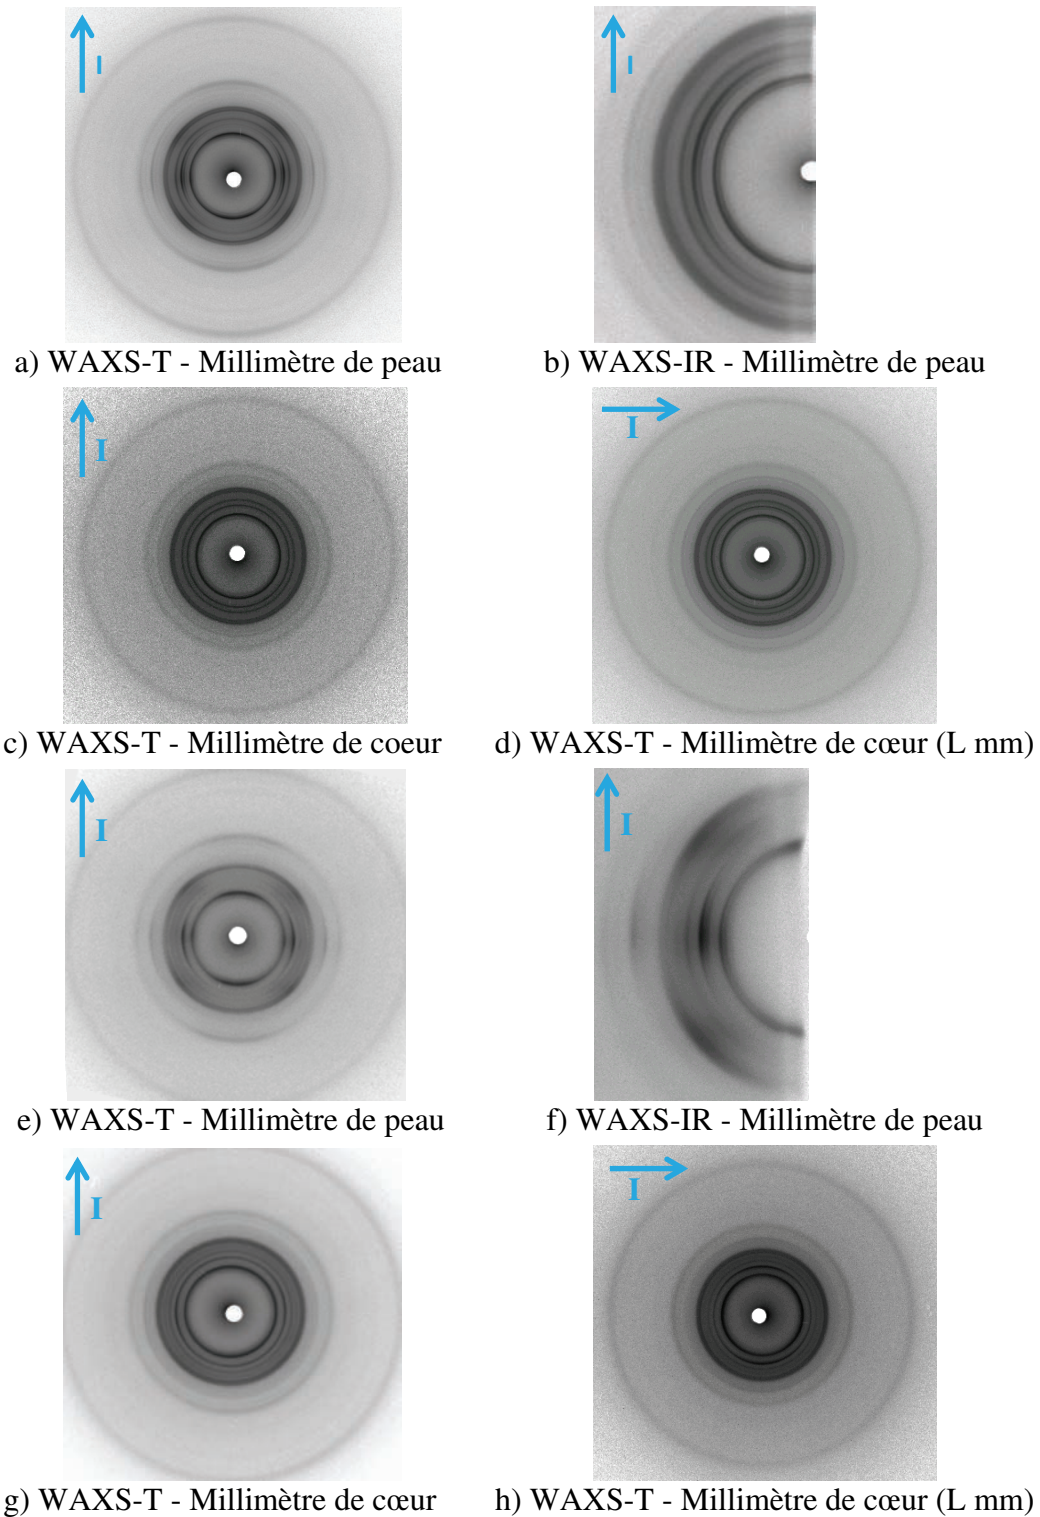 I
I
a) WAXS-T - Millimètre de peau
b) WAXS-IR - Millimètre de peau
I
I
c) WAXS-T - Millimètre de coeur
d) WAXS-T - Millimètre de cœur (L mm)
I
I
e) WAXS-T - Millimètre de peau
f) WAXS-IR - Millimètre de peau
I
I
g) WAXS-T - Millimètre de cœur
h) WAXS-T - Millimètre de cœur (L mm)